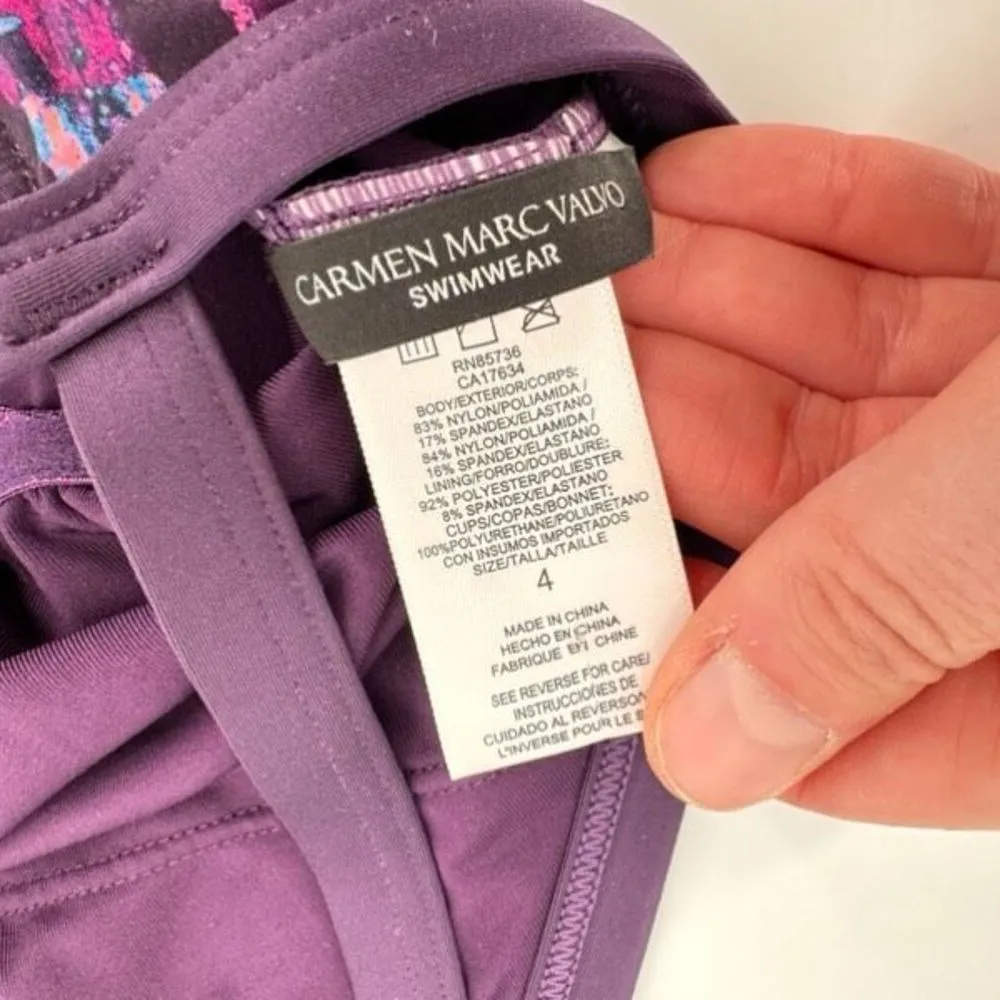 CARMEN MARC VALVO
SWIMWEAR
RN85736
CA17634
BODY/EXTERIOR/CORPS:
83% NYLON/POLIAMIDA/
17% SPANDEX/ELASTANO
84% NYLON/POLIAMIDA/
16% SPANDEX/ELASTANO
LINING/FORRO/DOUBLURE:
92% POLYESTER/POLIESTER
8% SPANDEX/ELASTANO
CUPS/COPAS/BONNET:
100%POLYURETHANE/POLIURETANO
CON INSUMOS IMPORTADOS
SIZE/TALLA/TAILLE
4
MADE IN CHINA
HECHO EN CHINA
FABRIQUE EN CHINE
SEE REVERSE FOR CARE/
INSTRUCCIONES DE
CUIDADO AL REVERSO/
L'INVERSE POUR LE